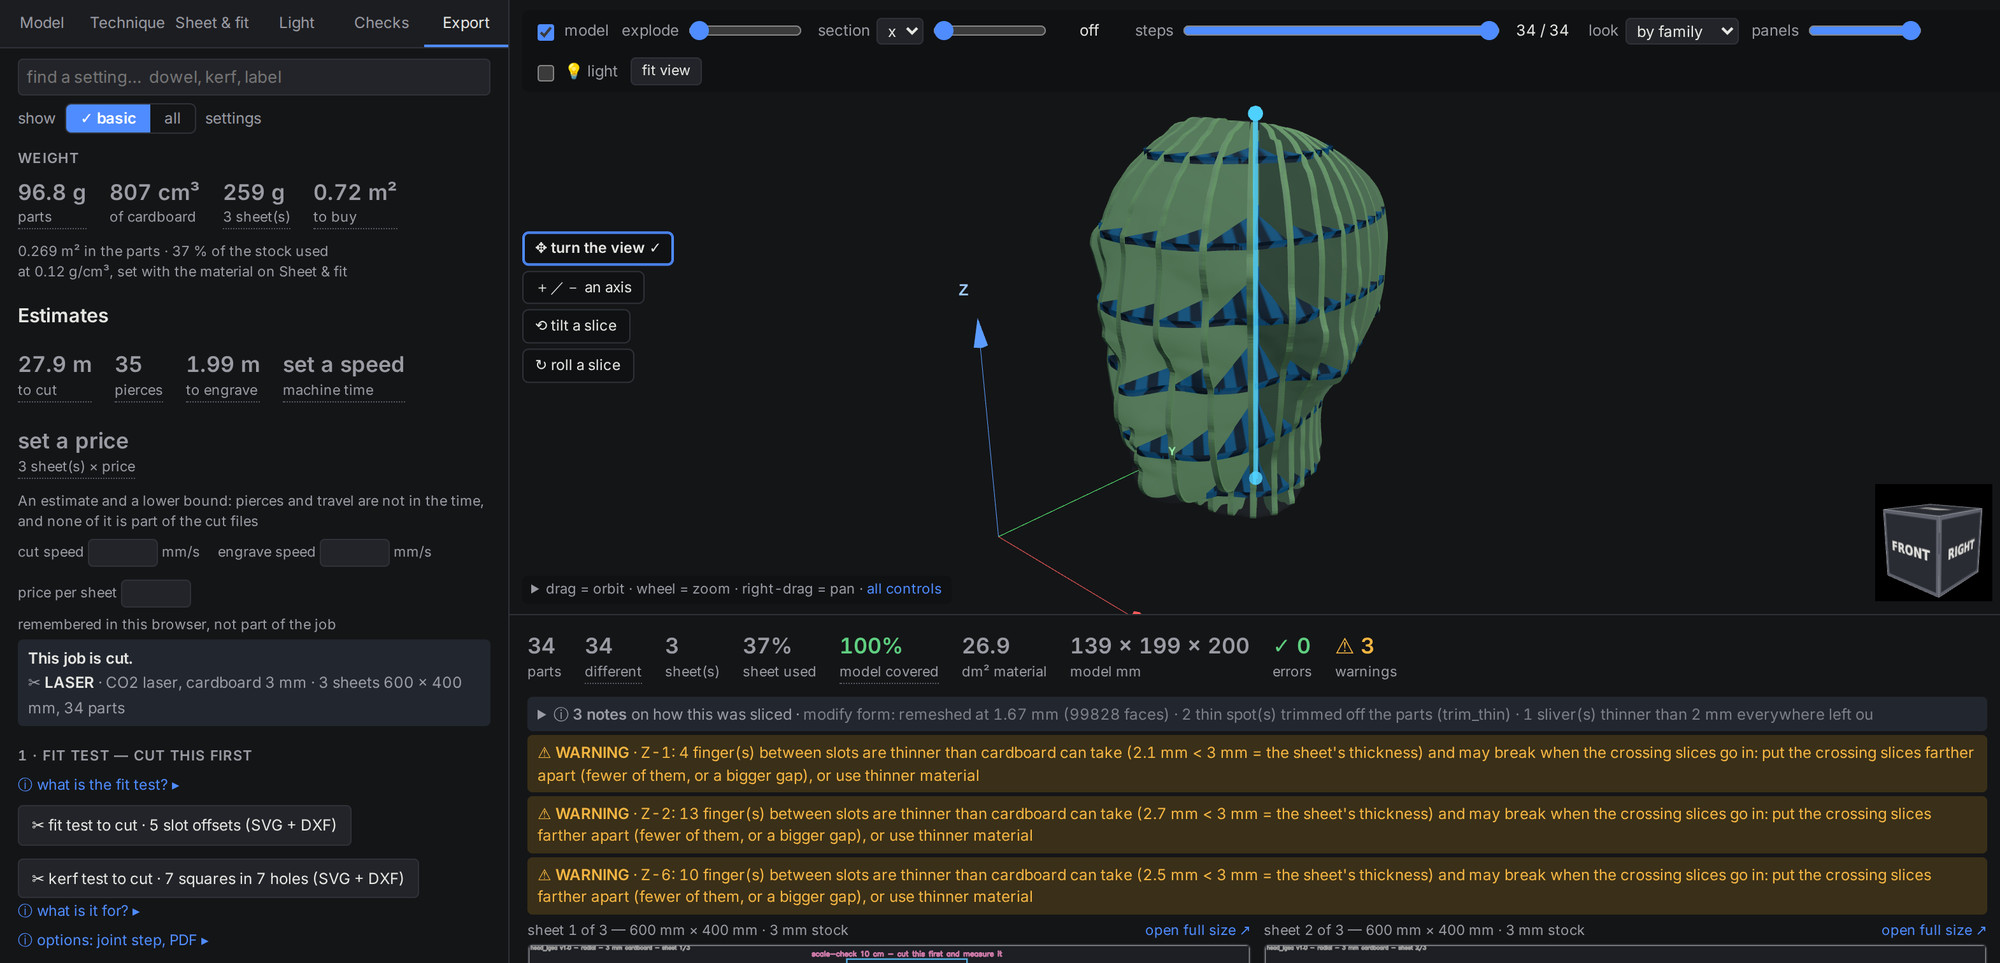 Model Technique Sheet & fit Light Checks Export
find a setting... dowel, kerf, label
show ✓ basic all settings
WEIGHT
96.8 g 807 cm³ 259 g 0.72 m²
parts of cardboard 3 sheet(s) to buy
0.269 m² in the parts · 37 % of the stock used
at 0.12 g/cm³, set with the material on Sheet & fit
Estimates
27.9 m 35 1.99 m set a speed
to cut pierces to engrave machine time
set a price
3 sheet(s) × price
An estimate and a lower bound: pierces and travel are not in the time,
and none of it is part of the cut files
cut speed mm/s engrave speed mm/s
price per sheet
remembered in this browser, not part of the job
This job is cut.
✂ LASER · CO2 laser, cardboard 3 mm · 3 sheets 600 × 400
mm, 34 parts
1 · FIT TEST — CUT THIS FIRST
ⓘ what is the fit test? ▸
✂ fit test to cut · 5 slot offsets (SVG + DXF)
✂ kerf test to cut · 7 squares in 7 holes (SVG + DXF)
ⓘ what is it for? ▸
ⓘ options: joint step, PDF ▸
model explode section x off steps 34 / 34 look by family panels
💡 light fit view
✥ turn the view ✓
+ ／ − an axis
⟲ tilt a slice
↻ roll a slice
Z
Y
FRONT RIGHT
▶ drag = orbit · wheel = zoom · right-drag = pan · all controls
34 34 3 37% 100% 26.9 139 × 199 × 200 ✓ 0 ⚠ 3
parts different sheet(s) sheet used model covered dm² material model mm errors warnings
▶ ⓘ 3 notes on how this was sliced · modify form: remeshed at 1.67 mm (99828 faces) · 2 thin spot(s) trimmed off the parts (trim_thin) · 1 sliver(s) thinner than 2 mm everywhere left ou
⚠ WARNING · Z-1: 4 finger(s) between slots are thinner than cardboard can take (2.1 mm < 3 mm = the sheet's thickness) and may break when the crossing slices go in: put the crossing slices farther
apart (fewer of them, or a bigger gap), or use thinner material
⚠ WARNING · Z-2: 13 finger(s) between slots are thinner than cardboard can take (2.7 mm < 3 mm = the sheet's thickness) and may break when the crossing slices go in: put the crossing slices
farther apart (fewer of them, or a bigger gap), or use thinner material
⚠ WARNING · Z-6: 10 finger(s) between slots are thinner than cardboard can take (2.5 mm < 3 mm = the sheet's thickness) and may break when the crossing slices go in: put the crossing slices
farther apart (fewer of them, or a bigger gap), or use thinner material
sheet 1 of 3 — 600 mm × 400 mm · 3 mm stock open full size ↗
sheet 2 of 3 — 600 mm × 400 mm · 3 mm stock open full size ↗
scale-check 10 cm — cut this first and measure it